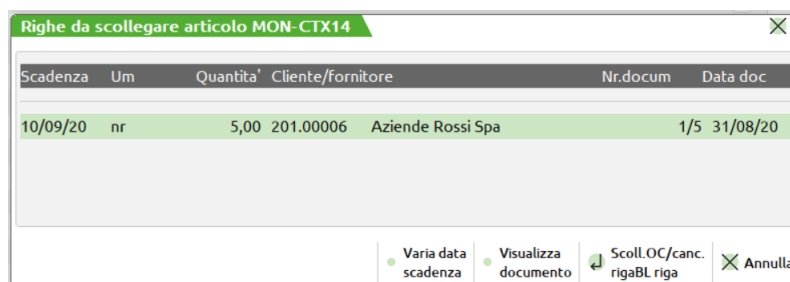 Righe da scollegare articolo MON-CTX14
Scadenza Um Quantita' Cliente/fornitore Nr.docum Data doc
10/09/20 nr 5,00 201.00006 Aziende Rossi Spa 1/5 31/08/20
Varia data scadenza
Visualizza documento
Scoll.OC/canc. rigaBL riga
Annulla